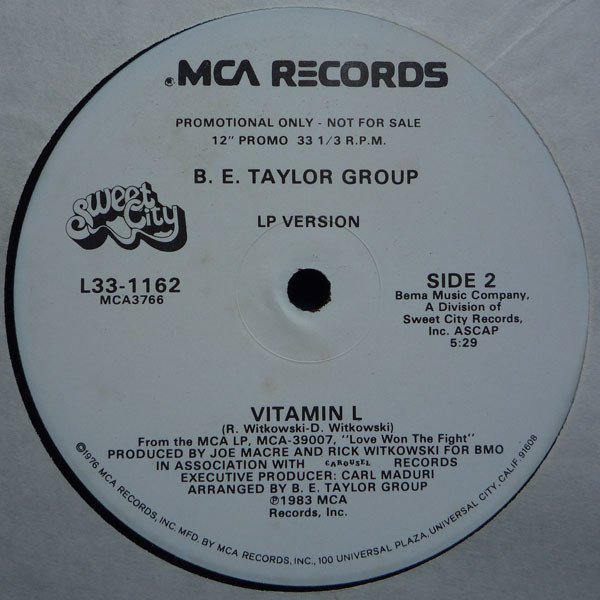 MCA RECORDS
PROMOTIONAL ONLY - NOT FOR SALE
12" PROMO 33 1/3 R.P.M.
B. E. TAYLOR GROUP
LP VERSION
Sweet
City
L33-1162
MCA3766
SIDE 2
Bema Music Company,
A Division of
Sweet City Records,
Inc. ASCAP
5:29
VITAMIN L
(R. Witkowski-D. Witkowski)
From the MCA LP, MCA-39007, "Love Won The Fight"
PRODUCED BY JOE MACRE AND RICK WITKOWSKI FOR BMO
IN ASSOCIATION WITH CAROUSEL RECORDS
EXECUTIVE PRODUCER: CARL MADURI
ARRANGED BY B. E. TAYLOR GROUP
℗1983 MCA
Records, Inc.
©1976 MCA RECORDS, INC. MFD. BY MCA RECORDS, INC., 100 UNIVERSAL PLAZA, UNIVERSAL CITY, CALIF. 91608